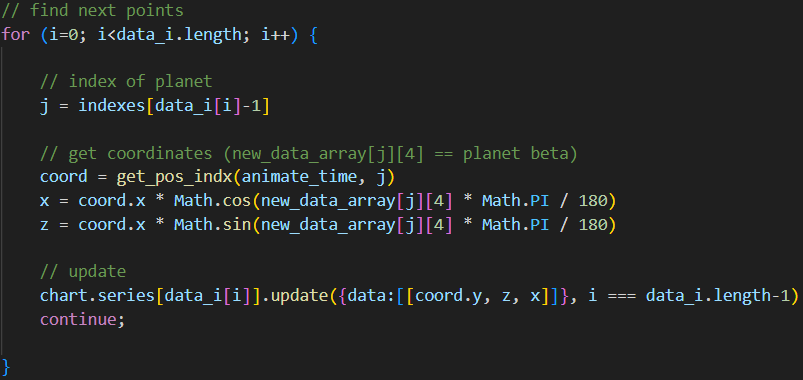 // find next points
for (i=0; i<data_i.length; i++) {
// index of planet
j = indexes[data_i[i]-1]
// get coordinates (new_data_array[j][4] == planet beta)
coord = get_pos_indx(animate_time, j)
x = coord.x * Math.cos(new_data_array[j][4] * Math.PI / 180)
z = coord.x * Math.sin(new_data_array[j][4] * Math.PI / 180)
// update
chart.series[data_i[i]].update({data:[[coord.y, z, x]]}, i === data_i.length-1)
continue;
}